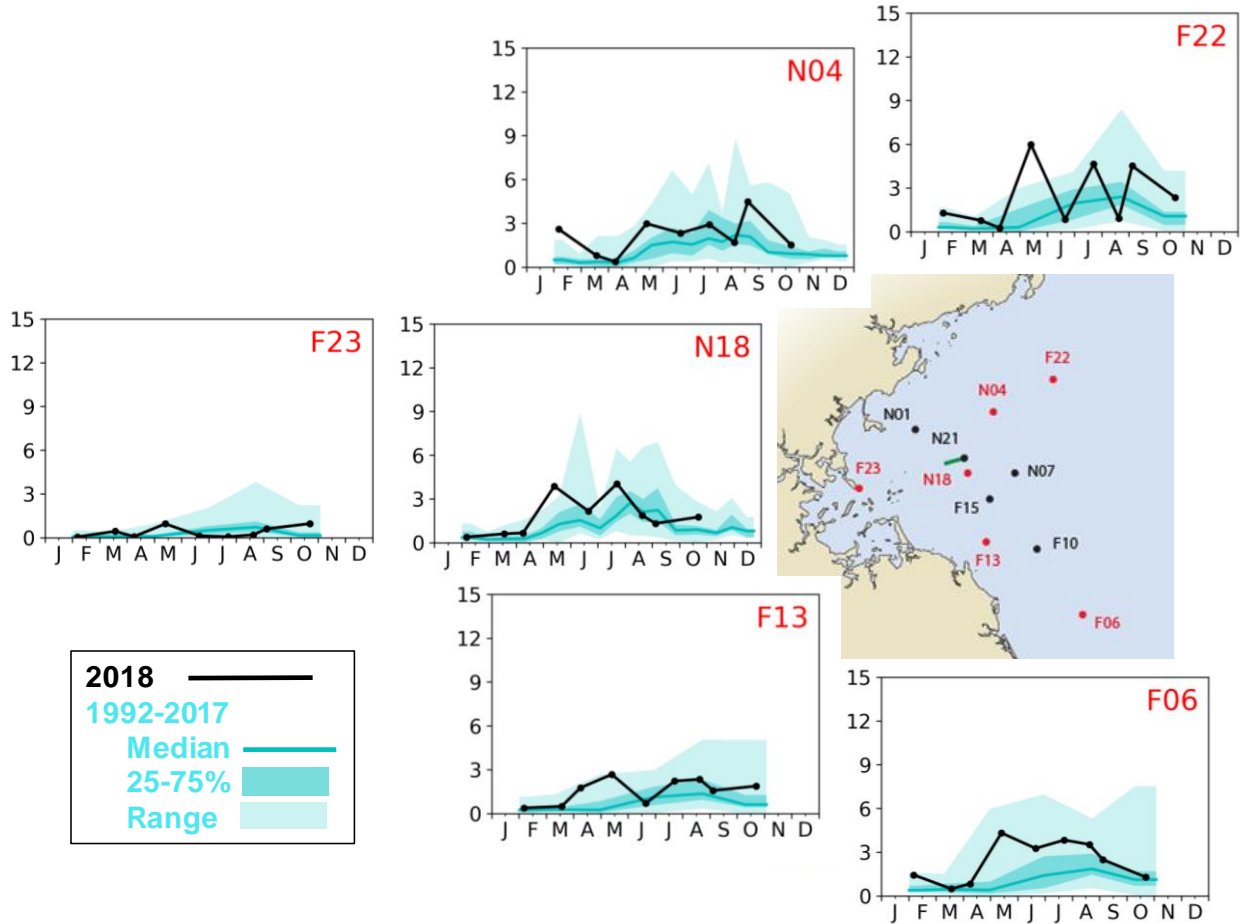 N04
15
12
9
6
3
0
J F M A M J J A S O N D
F22
15
12
9
6
3
0
J F M A M J J A S O N D
F23
15
12
9
6
3
0
J F M A M J J A S O N D
N18
15
12
9
6
3
0
J F M A M J J A S O N D
F22
N04
N01
N21
F23
N18
N07
F15
F13
F10
F06
F13
15
12
9
6
3
0
J F M A M J J A S O N D
2018
1992-2017
Median
25-75%
Range
F06
15
12
9
6
3
0
J F M A M J J A S O N D